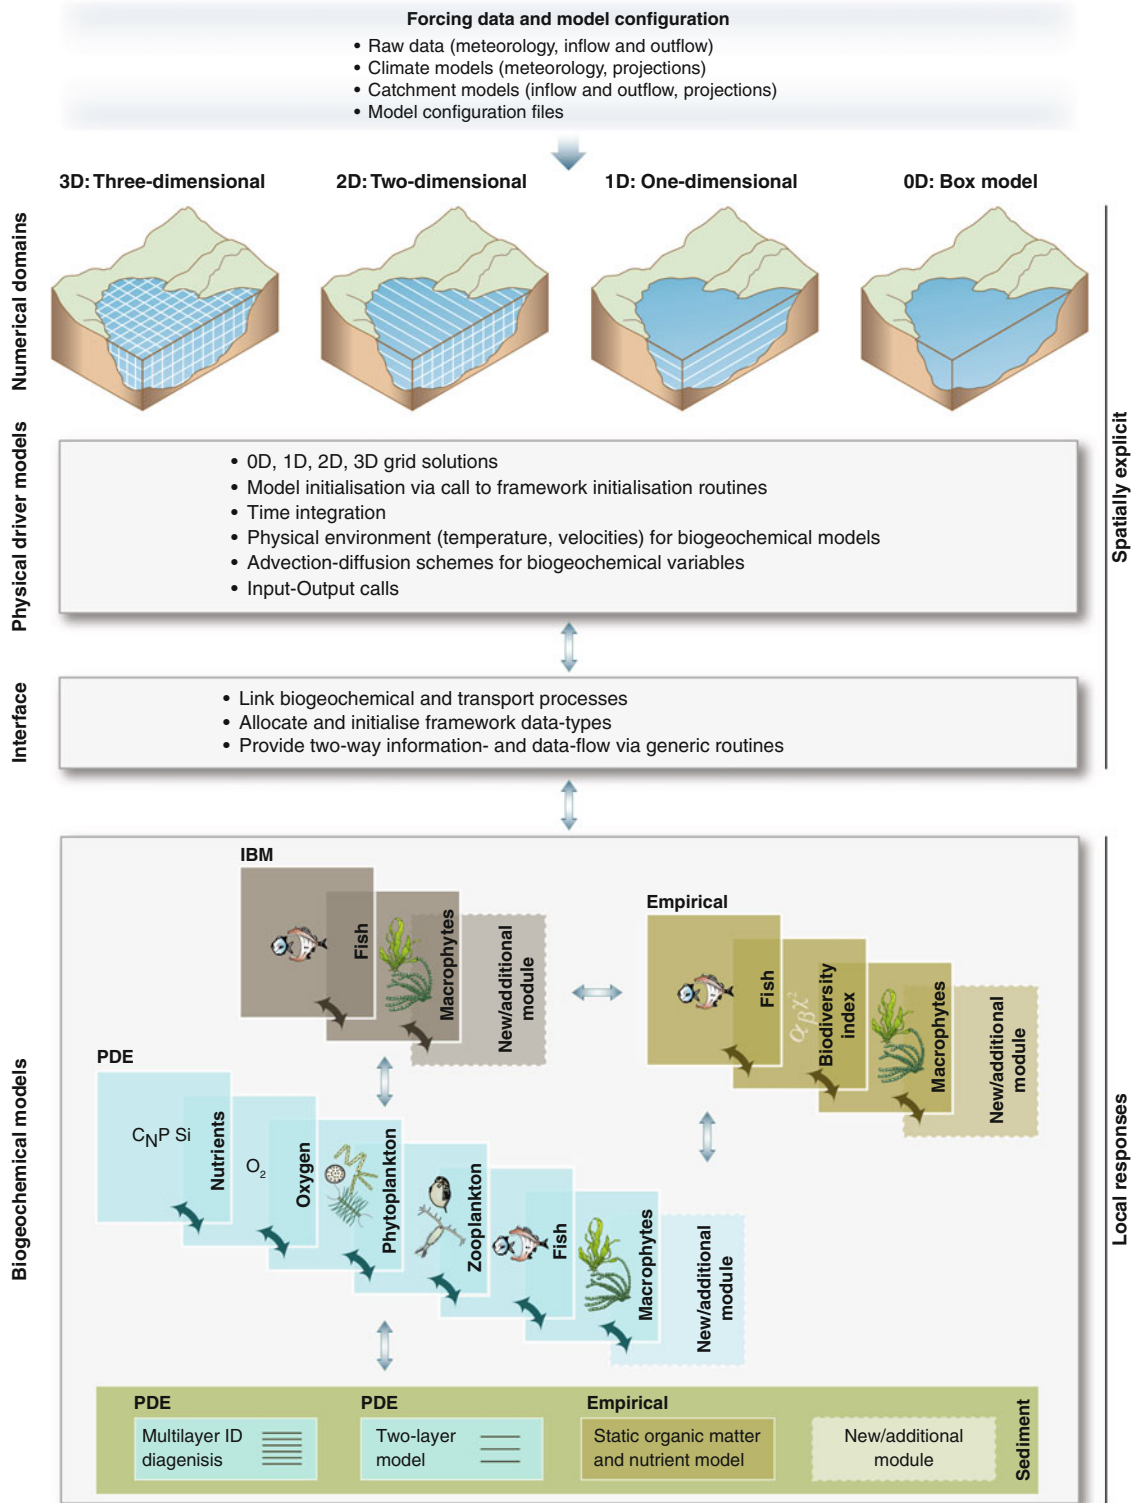 Forcing data and model configuration
• Raw data (meteorology, inflow and outflow)
• Climate models (meteorology, projections)
• Catchment models (inflow and outflow, projections)
• Model configuration files
3D: Three-dimensional
2D: Two-dimensional
1D: One-dimensional
0D: Box model
Numerical domains
Physical driver models
• 0D, 1D, 2D, 3D grid solutions
• Model initialisation via call to framework initialisation routines
• Time integration
• Physical environment (temperature, velocities) for biogeochemical models
• Advection-diffusion schemes for biogeochemical variables
• Input-Output calls
Spatially explicit
Interface
• Link biogeochemical and transport processes
• Allocate and initialise framework data-types
• Provide two-way information- and data-flow via generic routines
Biogeochemical models
IBM
Fish
Macrophytes
New/additional
module
Empirical
Fish
αβχ²
Biodiversity
index
Macrophytes
New/additional
module
PDE
CNP Si
Nutrients
O₂
Oxygen
Phytoplankton
Zooplankton
Fish
Macrophytes
New/additional
module
Local responses
PDE
Multilayer ID
diagenisis
PDE
Two-layer
model
Empirical
Static organic matter
and nutrient model
New/additional
module
Sediment